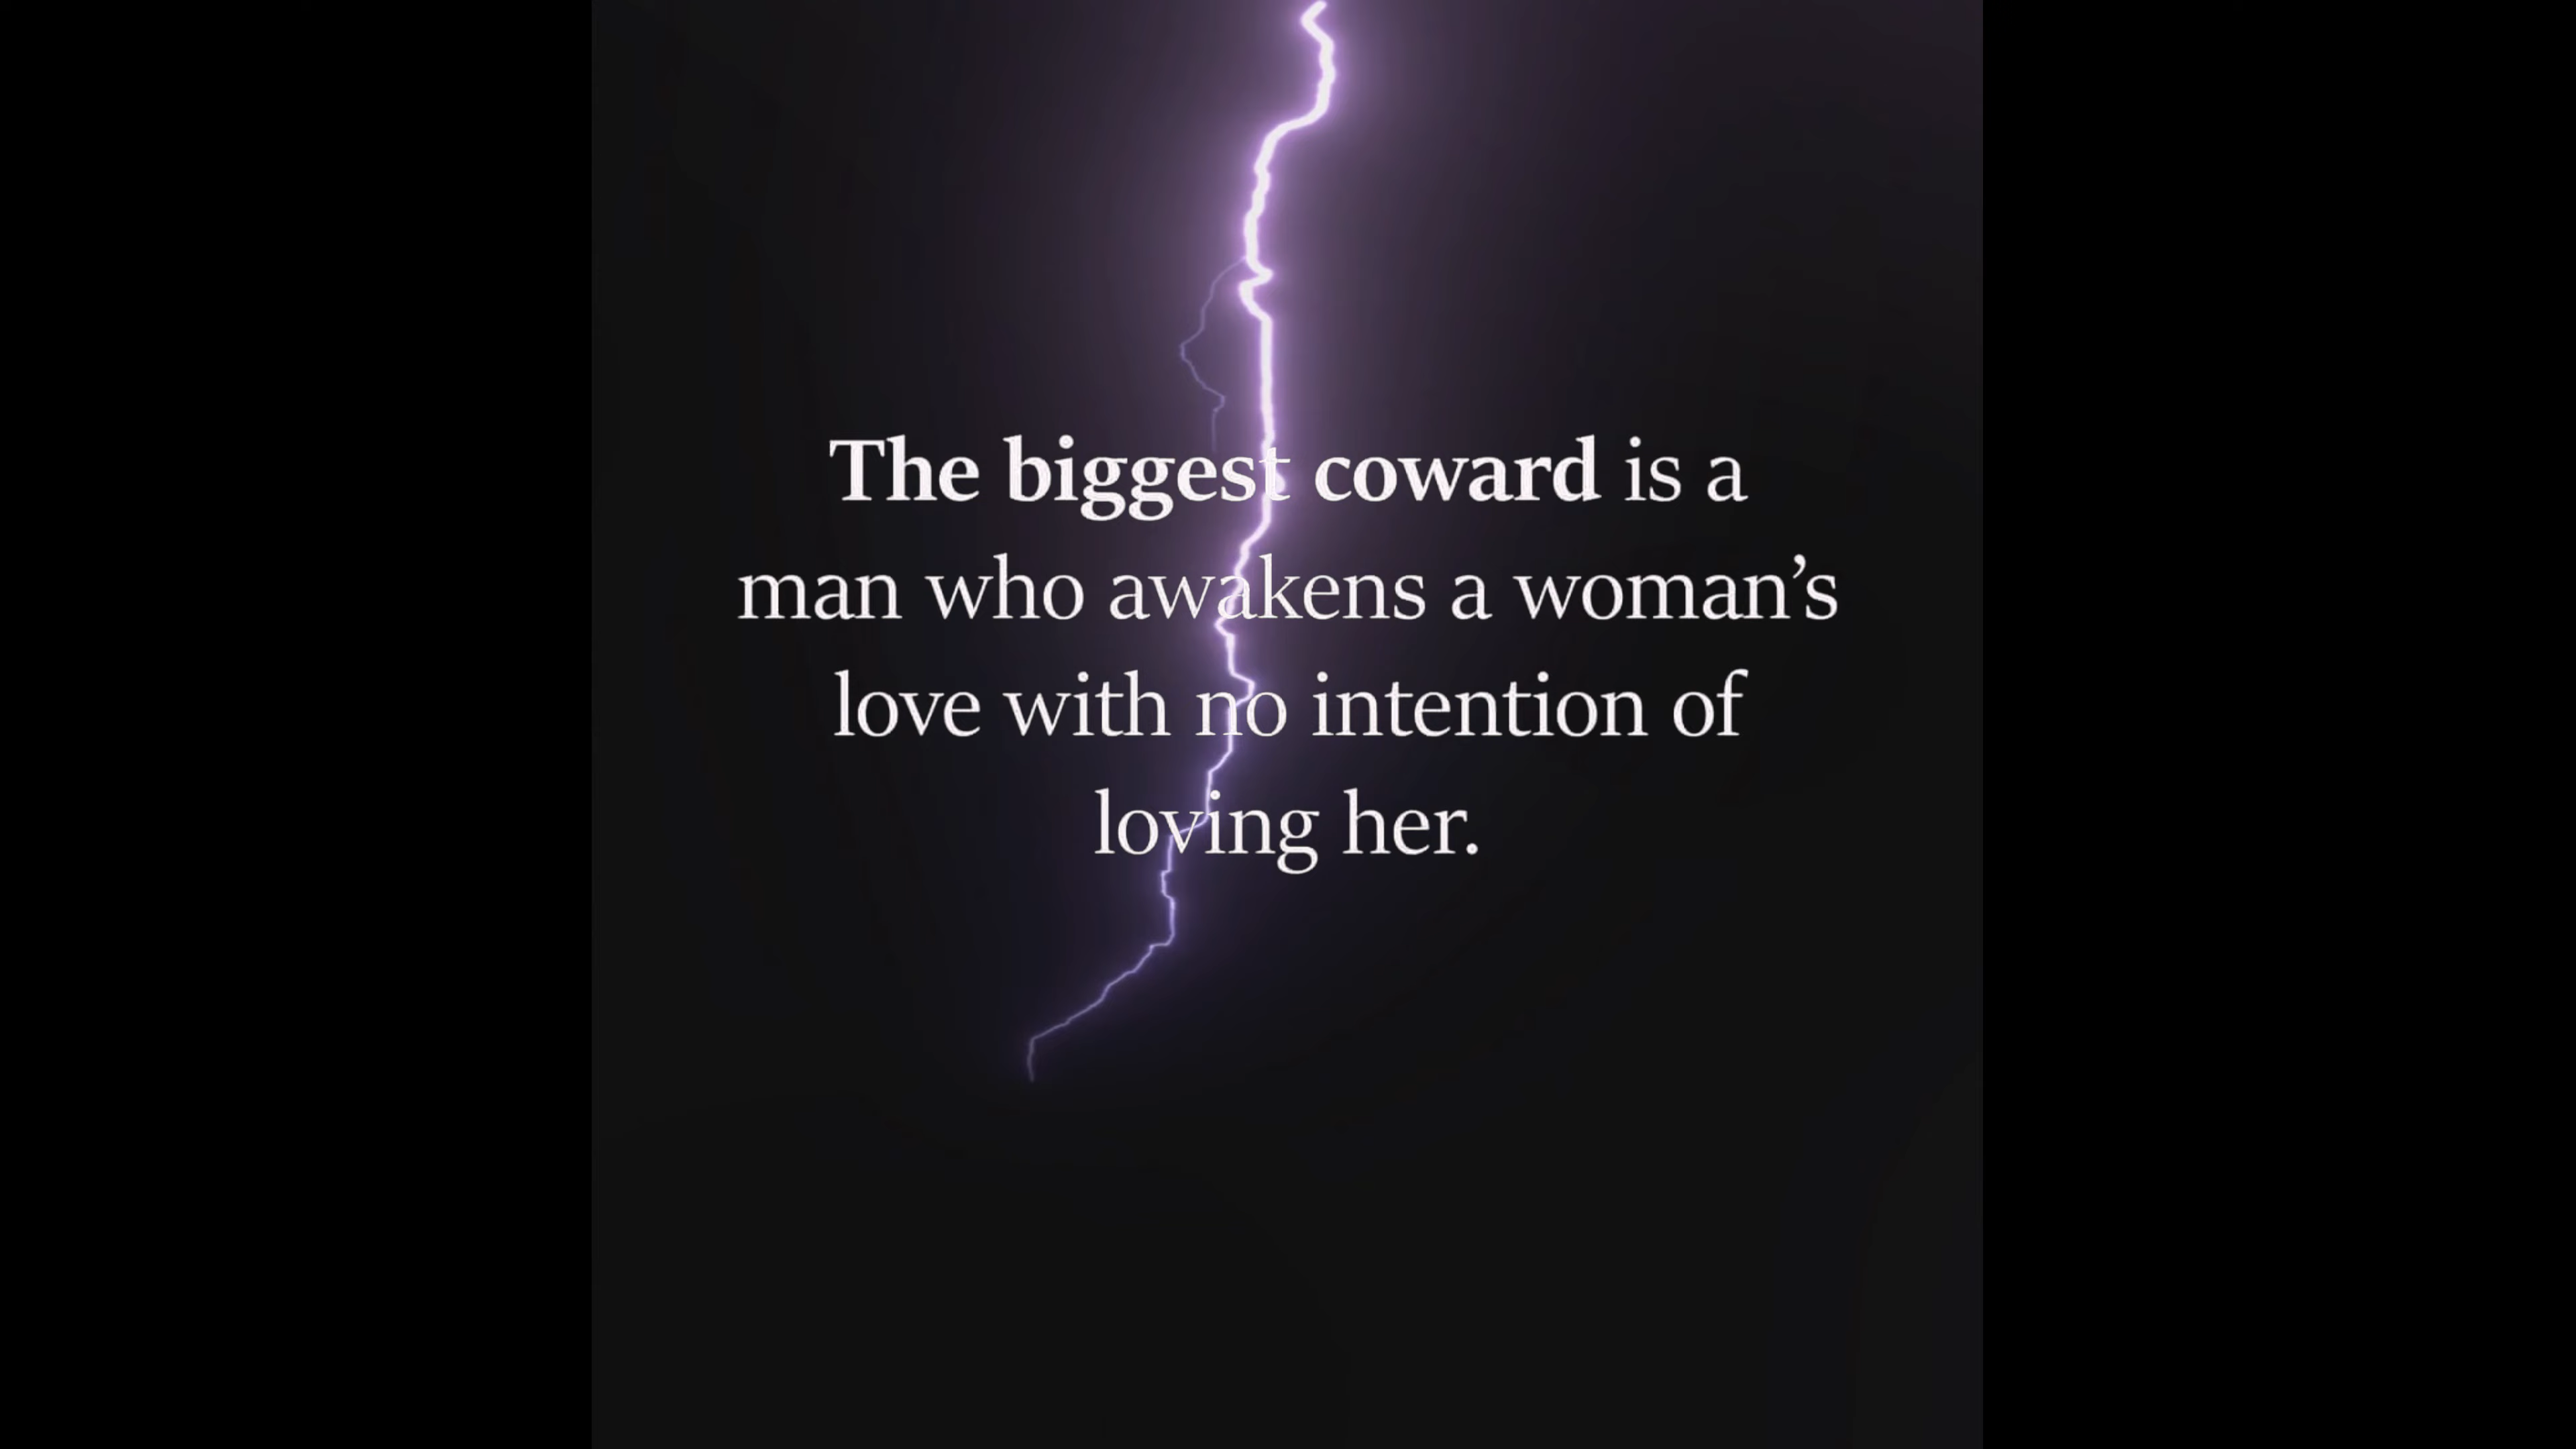 The biggest coward is a
man who awakens a woman’s
love with no intention of
loving her.